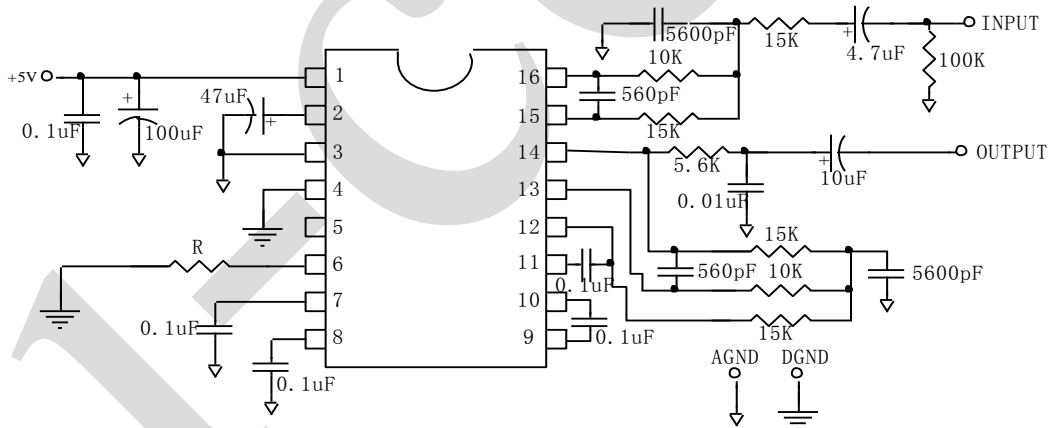 5600pF
15K
4.7uF
INPUT
100K
10K
560pF
15K
+5V
0.1uF
100uF
47uF
1
2
3
4
5
6
7
8
16
15
14
13
12
11
10
9
5.6K
0.01uF
10uF
OUTPUT
R
0.1uF
0.1uF
0.1uF
0.1uF
15K
560pF
10K
5600pF
15K
AGND
DGND